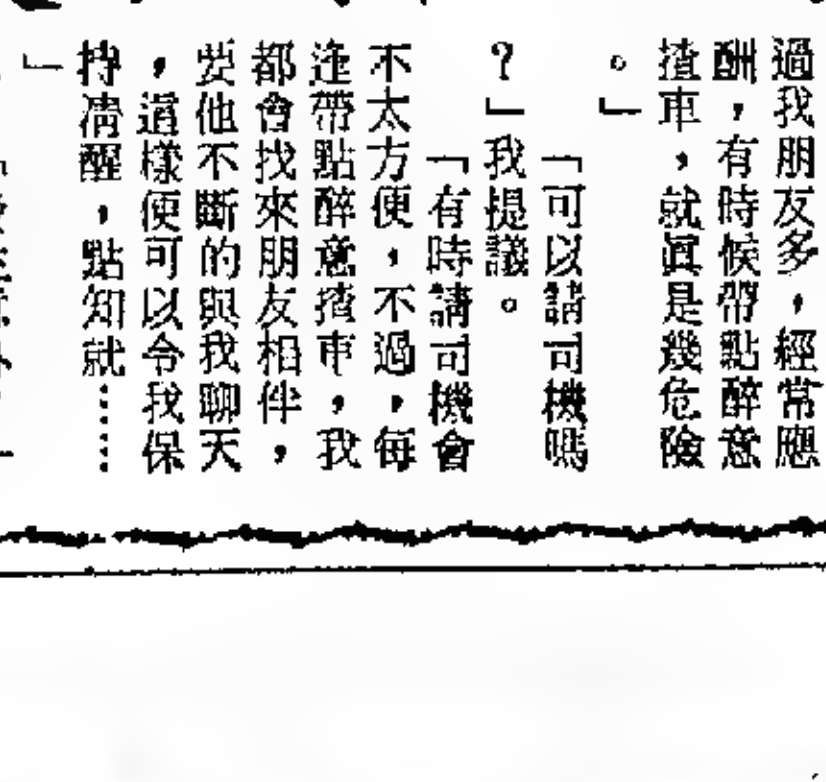 過我朋友多，經常應
酬，有時候帶點醉意
揸車，就眞是幾危險
。」
「可以請司機嗎
？」我提議。
「有時請司機會
不太方便，不過，每
逢帶點醉意揸車，我
都會找來朋友相伴，
要他不斷的與我聊天
，這樣便可以令我保
持淸醒，點知就⋮⋮
」